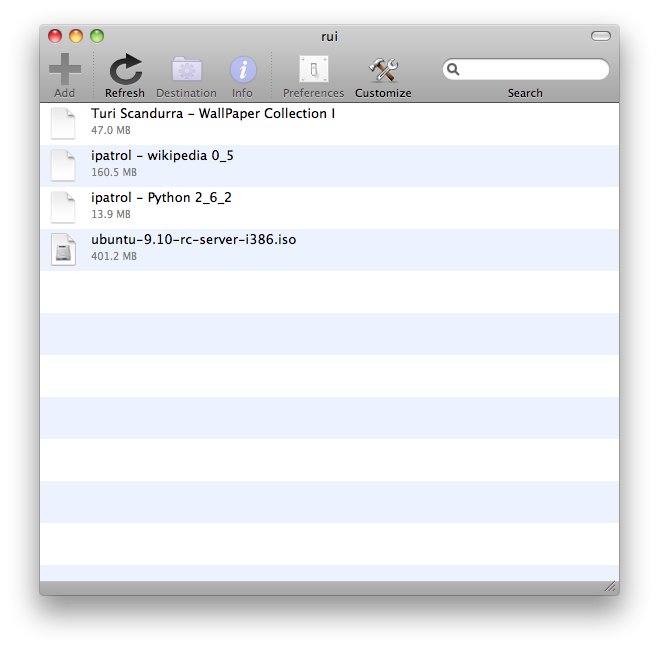 rui
Add Refresh Destination Info Preferences Customize Search
Turi Scandurra - WallPaper Collection I
47.0 MB
ipatrol - wikipedia 0_5
160.5 MB
ipatrol - Python 2_6_2
13.9 MB
ubuntu-9.10-rc-server-i386.iso
401.2 MB